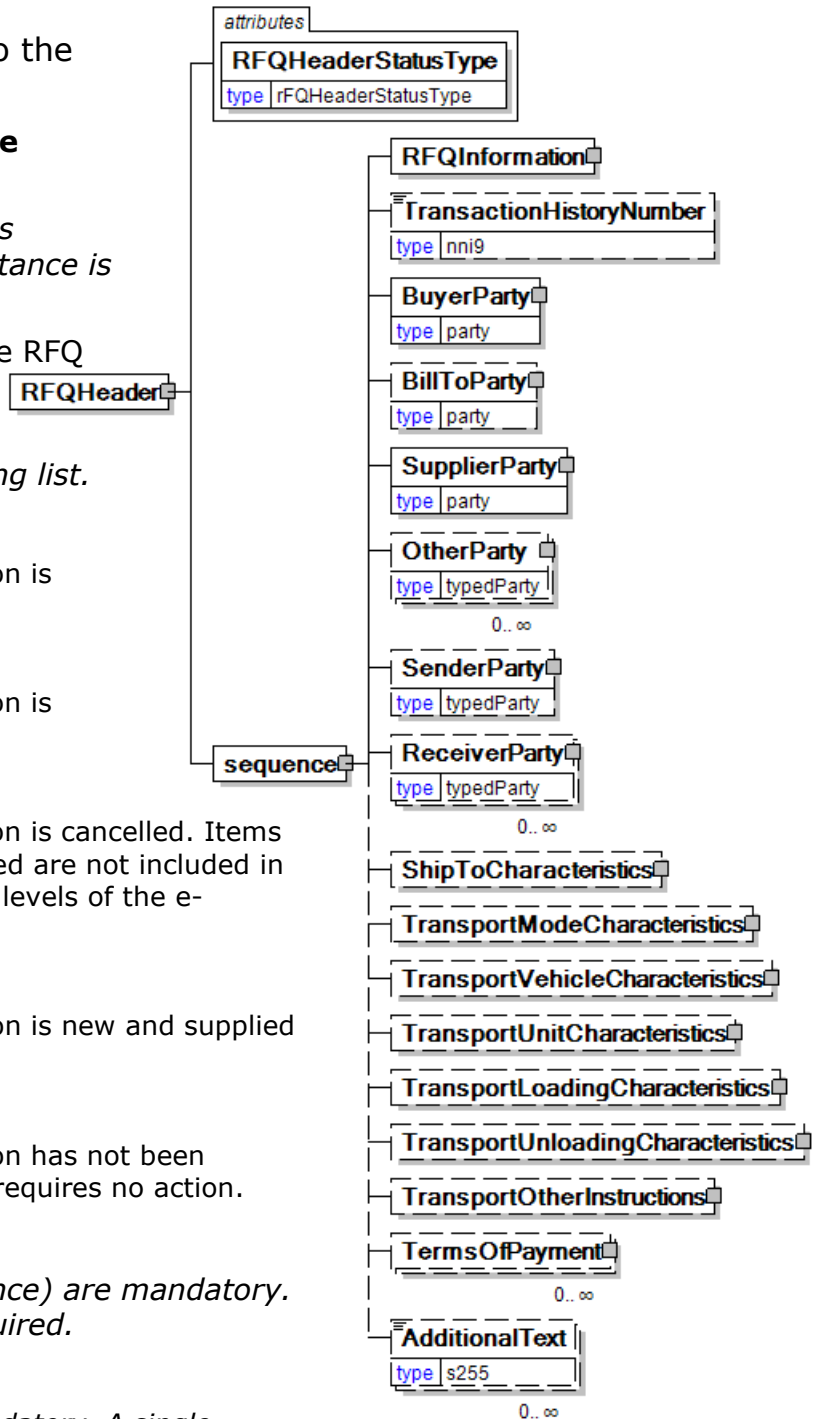 o the
e
s
tance is
e RFQ
ng list.
on is
on is
on is cancelled. Items
ed are not included in
levels of the e-
on is new and supplied
on has not been
requires no action.
nce) are mandatory.
uired.
datory. A single
attributes
RFQHeaderStatusType
type rFQHeaderStatusType
RFQHeader
sequence
RFQInformation
TransactionHistoryNumber
type nni9
BuyerParty
type party
BillToParty
type party
SupplierParty
type party
OtherParty
type typedParty
0.. ∞
SenderParty
type typedParty
ReceiverParty
type typedParty
0.. ∞
ShipToCharacteristics
TransportModeCharacteristics
TransportVehicleCharacteristics
TransportUnitCharacteristics
TransportLoadingCharacteristics
TransportUnloadingCharacteristics
TransportOtherInstructions
TermsOfPayment
0.. ∞
AdditionalText
type s255
0.. ∞